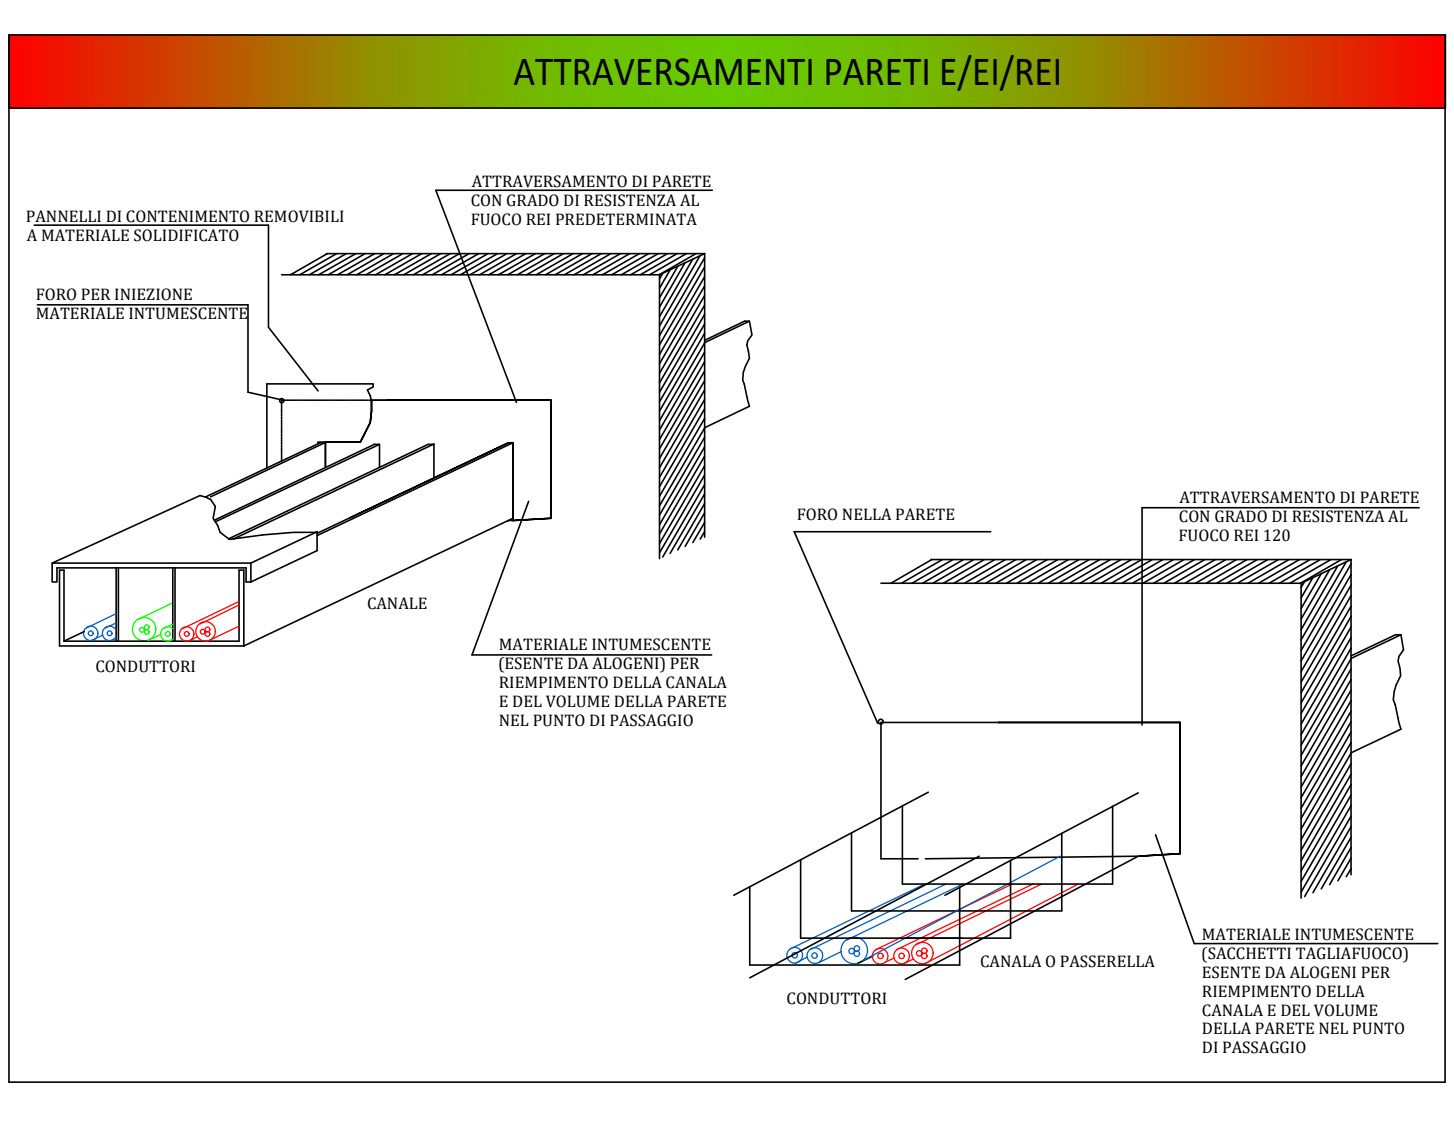 ATTRAVERSAMENTI PARETI E/EI/REI
ATTRAVERSAMENTO DI PARETE
CON GRADO DI RESISTENZA AL
FUOCO REI PREDETERMINATA
PANNELLI DI CONTENIMENTO REMOVIBILI
A MATERIALE SOLIDIFICATO
FORO PER INIEZIONE
MATERIALE INTUMESCENTE
CANALE
CONDUTTORI
MATERIALE INTUMESCENTE
(ESENTE DA ALOGENI) PER
RIEMPIMENTO DELLA CANALA
E DEL VOLUME DELLA PARETE
NEL PUNTO DI PASSAGGIO
ATTRAVERSAMENTO DI PARETE
CON GRADO DI RESISTENZA AL
FUOCO REI 120
FORO NELLA PARETE
CANALA O PASSERELLA
CONDUTTORI
MATERIALE INTUMESCENTE
(SACCHETTI TAGLIAFUOCO)
ESENTE DA ALOGENI PER
RIEMPIMENTO DELLA
CANALA E DEL VOLUME
DELLA PARETE NEL PUNTO
DI PASSAGGIO